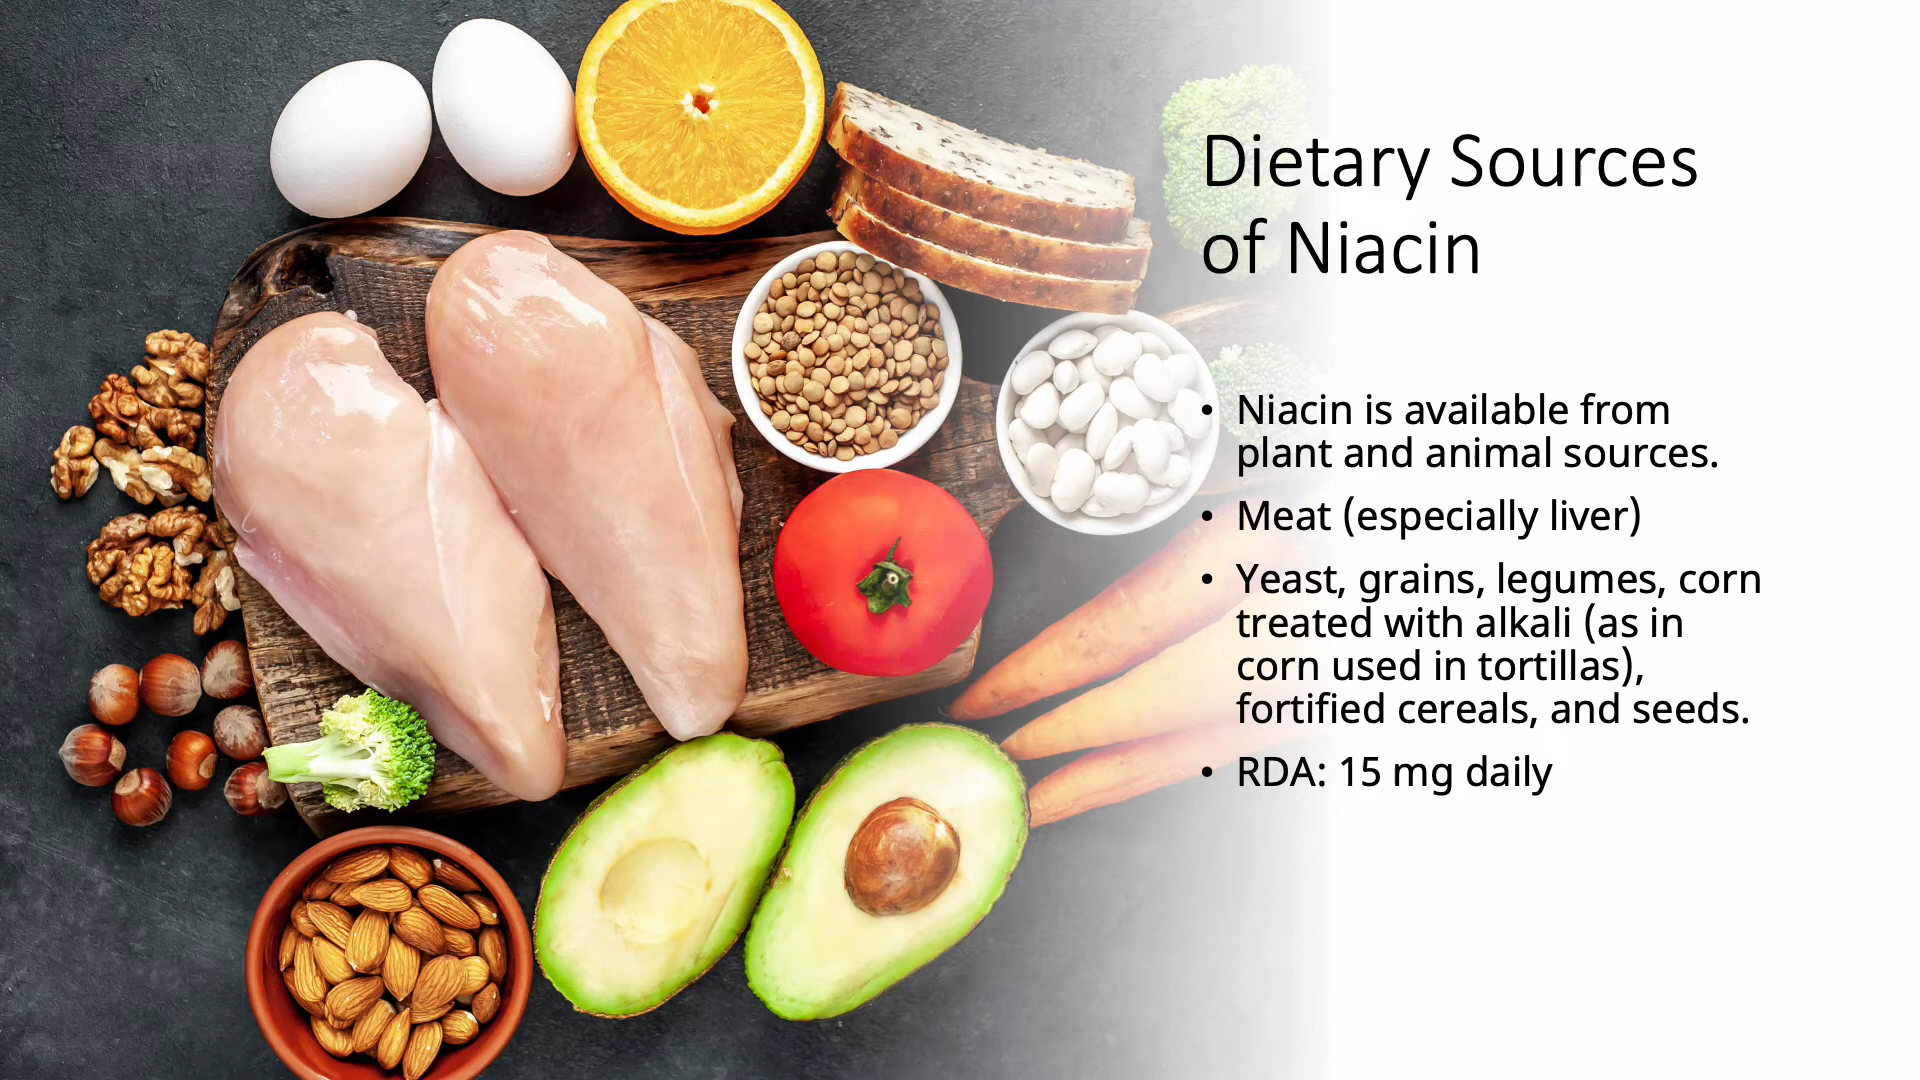 Dietary Sources
of Niacin
• Niacin is available from
plant and animal sources.
• Meat (especially liver)
• Yeast, grains, legumes, corn
treated with alkali (as in
corn used in tortillas),
fortified cereals, and seeds.
• RDA: 15 mg daily